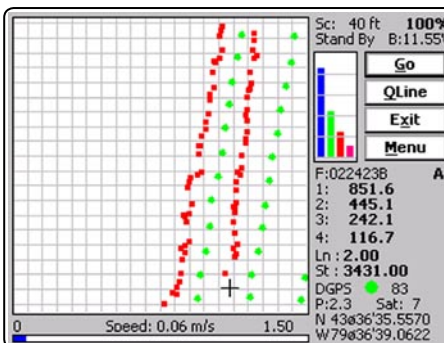 Sc: 40 ft 100%
Stand By B:11.55V
Go
QLine
Exit
Menu
F:022423B A
1: 851.6
2: 445.1
3: 242.1
4: 116.7
Ln : 2.00
St : 3431.00
DGPS 83
P:2.3 Sat: 7
N 43ø36'35.5570
W79ø36'39.0622
0 Speed: 0.06 m/s 1.50